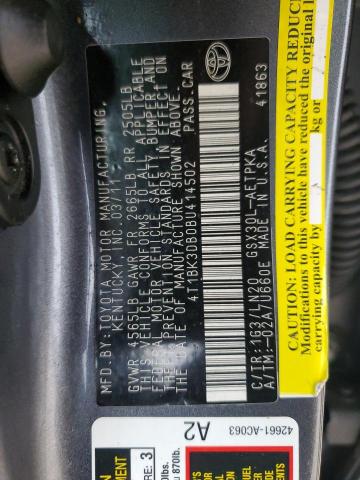 MFD.BY:TOYOTA MOTOR MANUFACTURING,
KENTUCKY, INC. 03/11
GVWR 4565LB GAWR FR 2665LB RR 2505LB
THIS VEHICLE CONFORMS TO ALL APPLICABLE
FEDERAL MOTOR VEHICLE SAFETY, BUMPER, AND
THEFT PREVENTION STANDARDS IN EFFECT ON
THE DATE OF MANUFACTURE SHOWN ABOVE.
4T1BK3DB0BU414502 PASS.CAR
C/TR:1G3/LN20 GSX30L-AETPKA
A/TM:-02A/U660E MADE IN U.S.A.
41863
LOAD CARRYING CAPACITY REDUCED
Modifications to this vehicle have reduced the original load
carrying capacity by
kg or
42661-AC063
A2